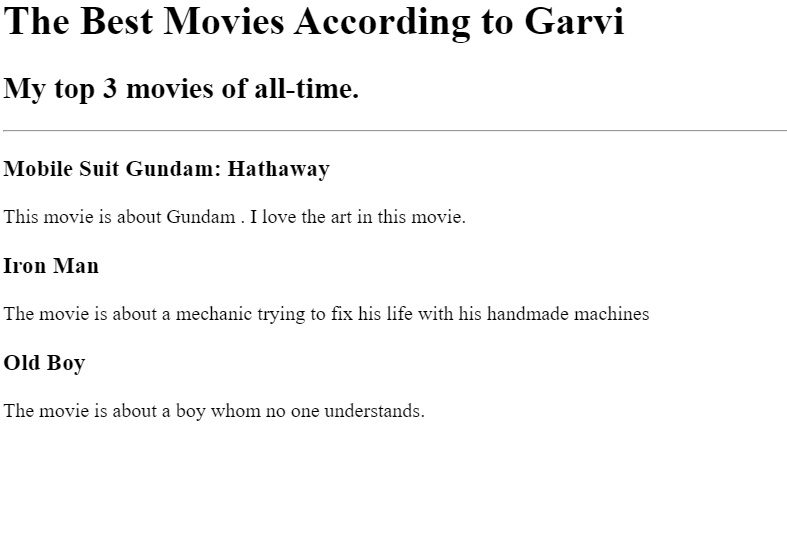 The Best Movies According to Garvi
My top 3 movies of all-time.
Mobile Suit Gundam: Hathaway
This movie is about Gundam . I love the art in this movie.
Iron Man
The movie is about a mechanic trying to fix his life with his handmade machines
Old Boy
The movie is about a boy whom no one understands.